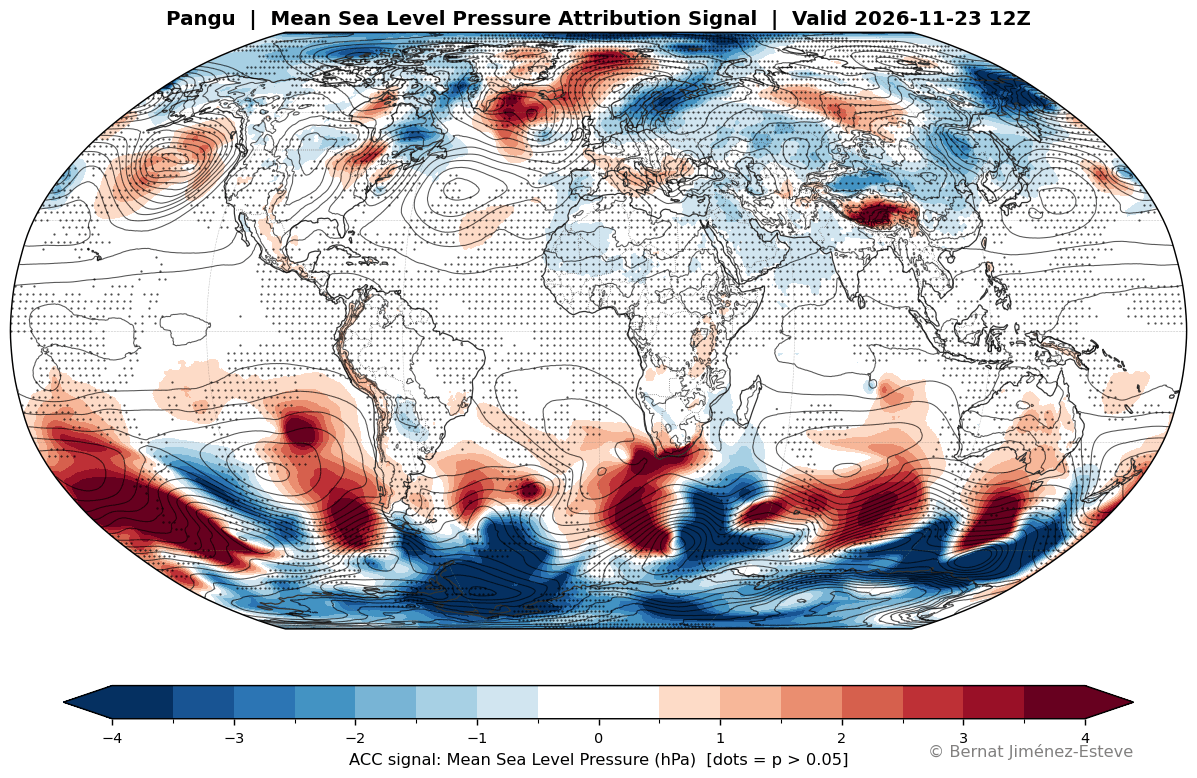 Pangu | Mean Sea Level Pressure Attribution Signal | Valid 2026-11-23 12Z
−4 −3 −2 −1 0 1 2 3 4
ACC signal: Mean Sea Level Pressure (hPa) [dots = p > 0.05]
© Bernat Jiménez-Esteve